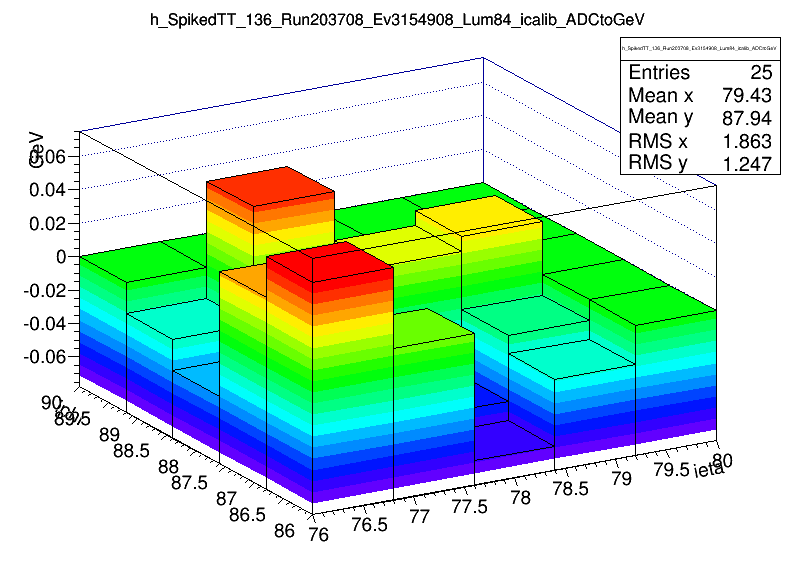 h_SpikedTT_136_Run203708_Ev3154908_Lum84_icalib_ADCtoGeV
h_SpikedTT_136_Run203708_Ev3154908_Lum84_icalib_ADCtoGeV
Entries 25
Mean x 79.43
Mean y 87.94
RMS x 1.863
RMS y 1.247
GeV
0.06
0.04
0.02
0
-0.02
-0.04
-0.06
90
89.5
89
88.5
88
87.5
87
86.5
86
76
76.5
77
77.5
78
78.5
79
79.5
80
ieta